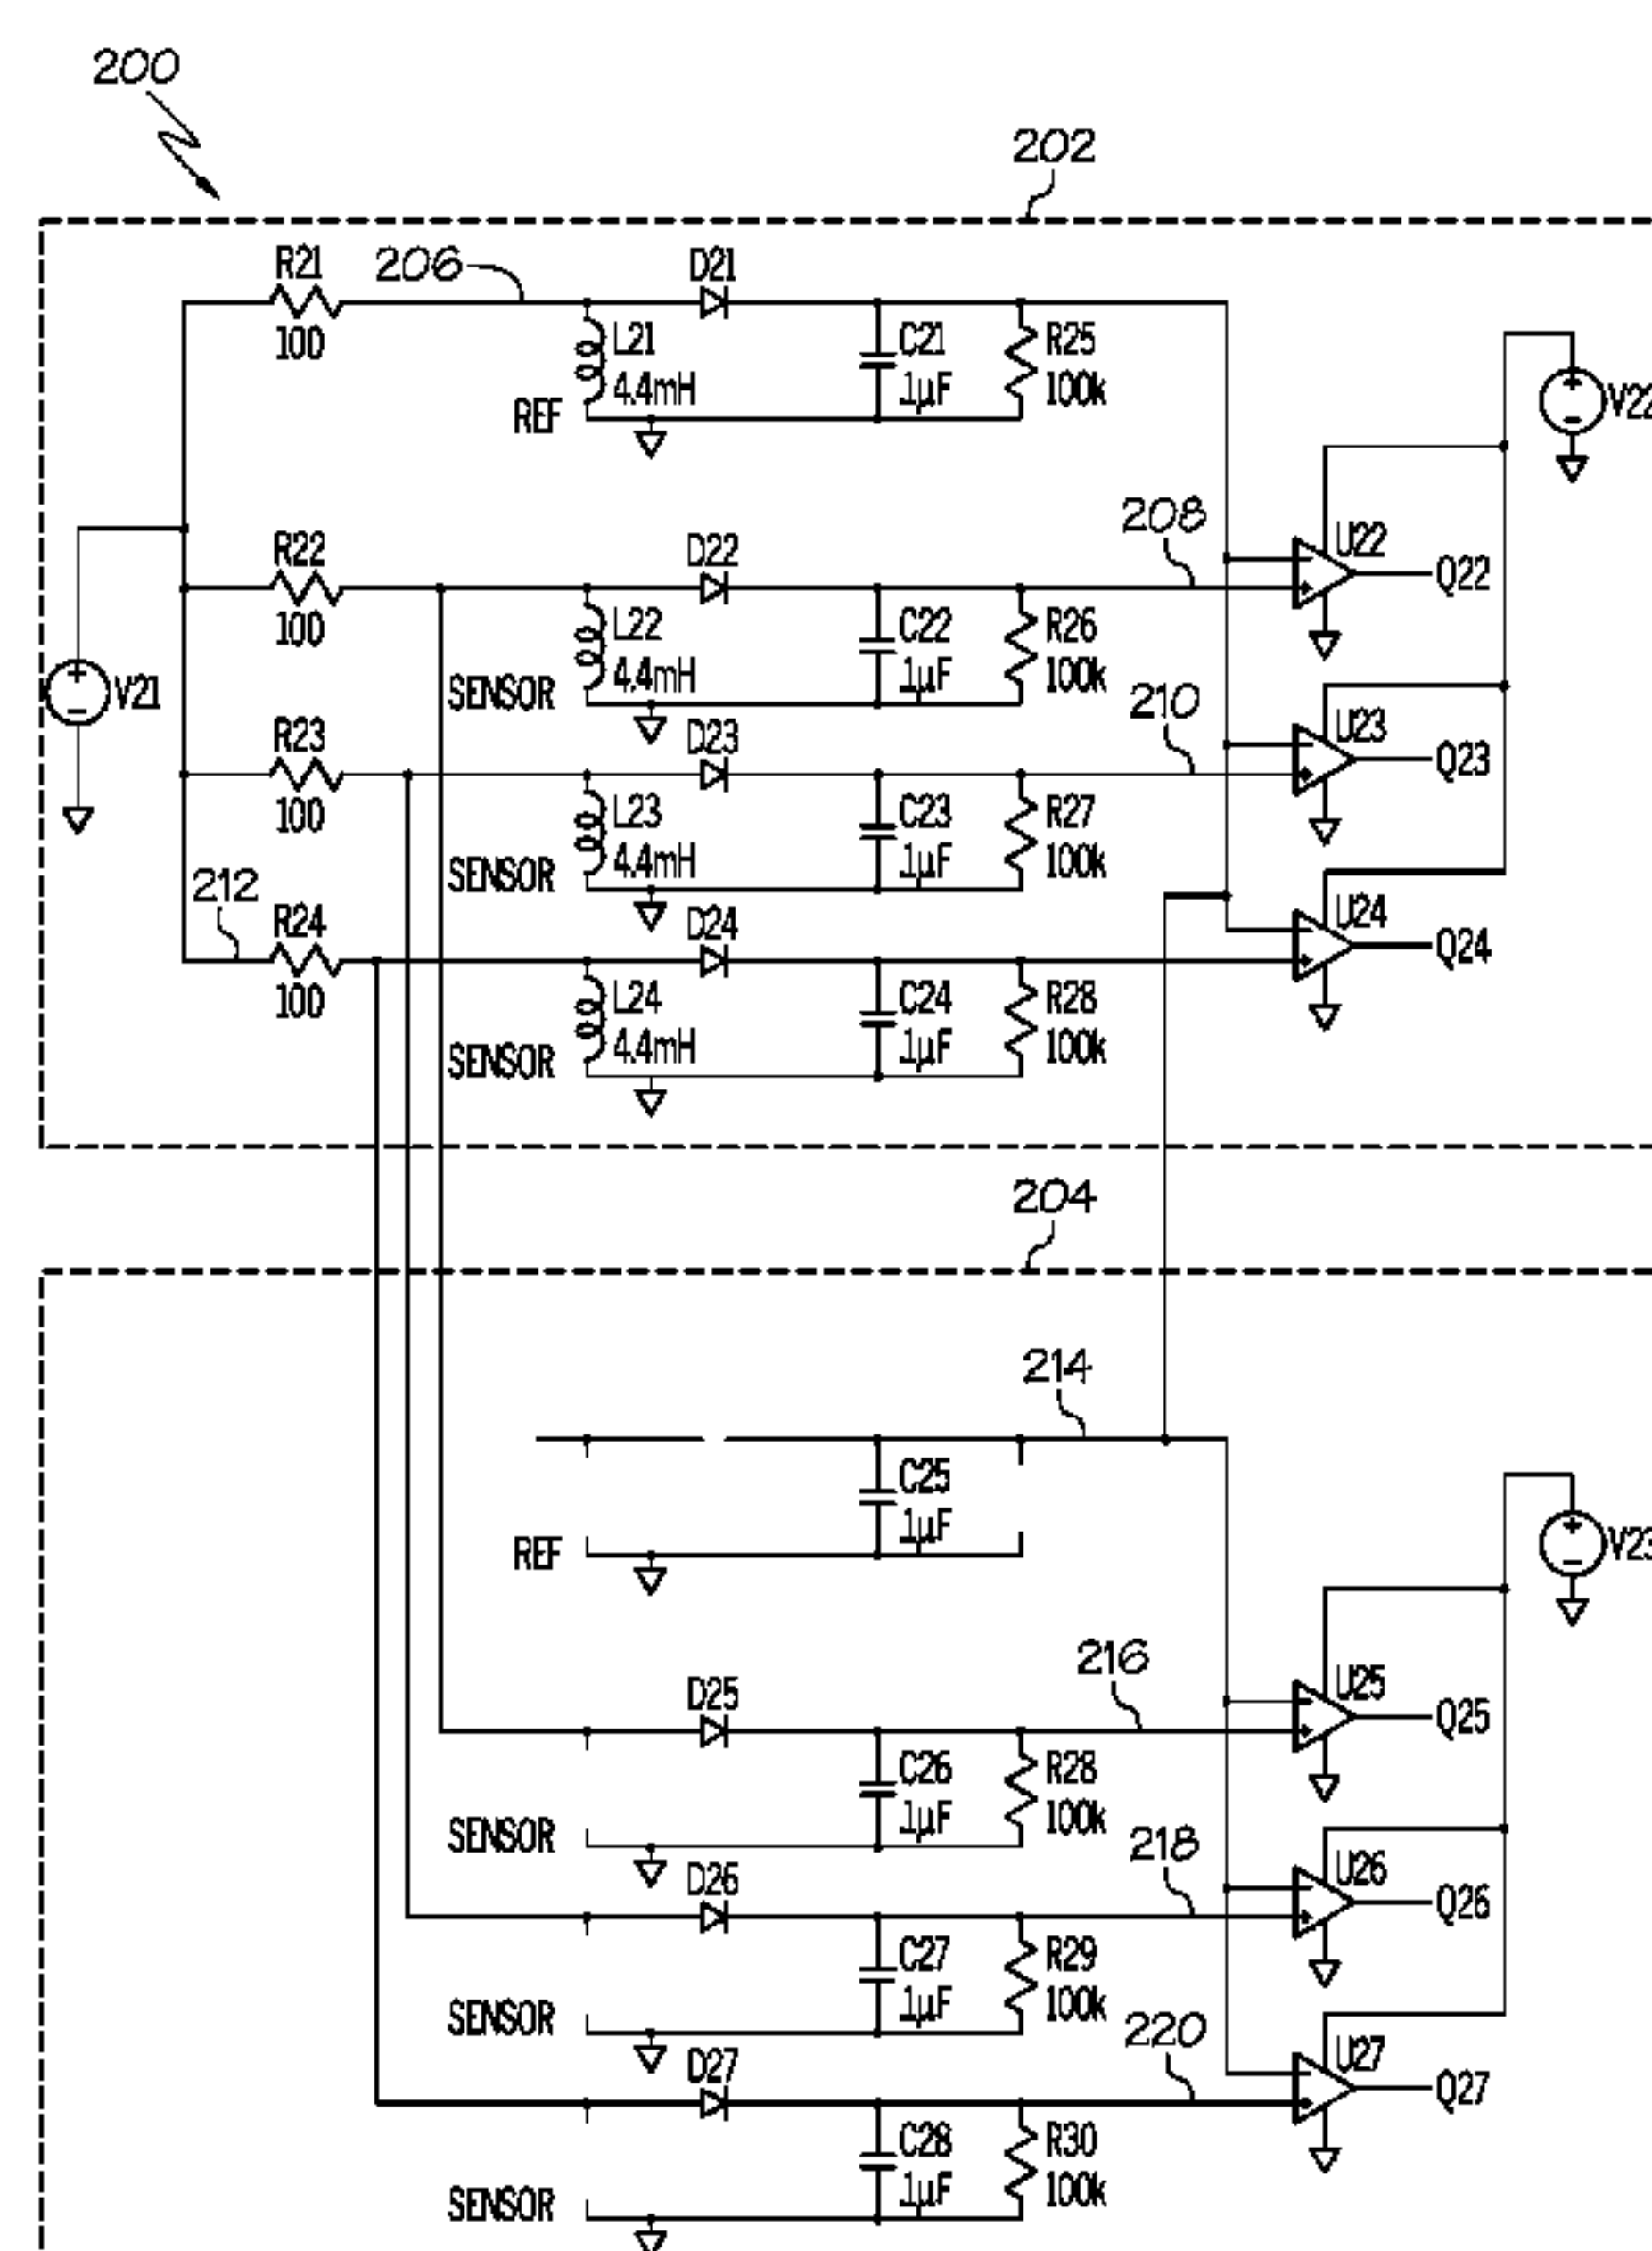 200
202
R21
206
D21
100
L21
4.4mH
C21
.1µF
R25
100k
REF
V22
208
R22
D22
U22
Q22
100
L22
4.4mH
C22
.1µF
R26
100k
SENSOR
V21
210
R23
D23
U23
Q23
100
L23
4.4mH
C23
.1µF
R27
100k
SENSOR
212
R24
D24
U24
Q24
100
L24
4.4mH
C24
.1µF
R28
100k
SENSOR
204
214
C25
.1µF
REF
V23
216
D25
U25
Q25
C26
.1µF
R28
100k
SENSOR
218
D26
U26
Q26
C27
.1µF
R29
100k
SENSOR
220
D27
U27
Q27
C28
.1µF
R30
100k
SENSOR